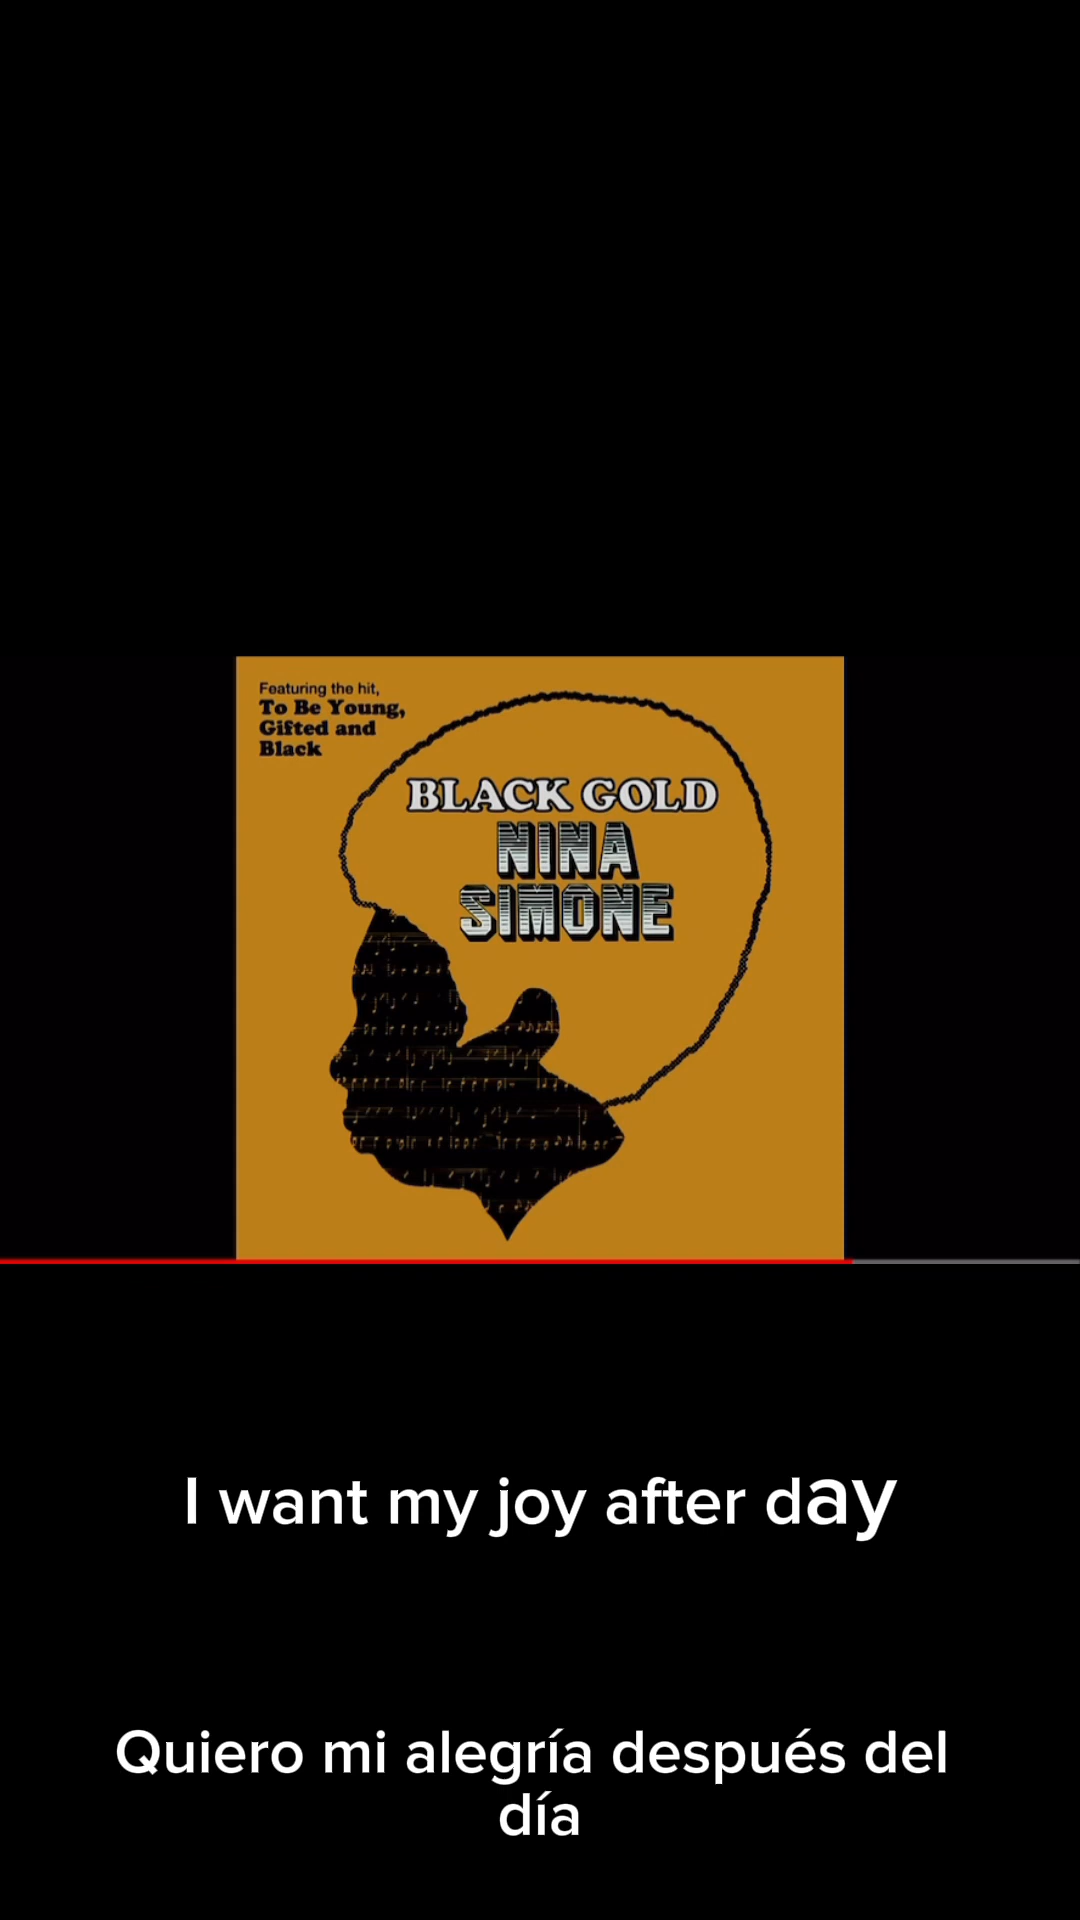 Featuring the hit,
To Be Young,
Gifted and
Black
BLACK GOLD
NINA
SIMONE
I want my joy after day
Quiero mi alegría después del
día